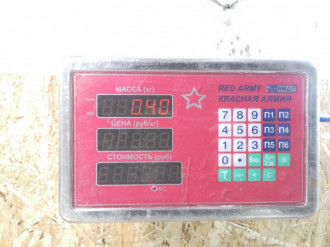 МАССА (кг)
0.40
ЦЕНА (руб/кг)
СТОИМОСТЬ (руб)
RED ARMY
КРАСНАЯ АРМИЯ
7 8 9 П1 П2
4 5 6 П3 П4
1 2 3 П5 П6
0
T